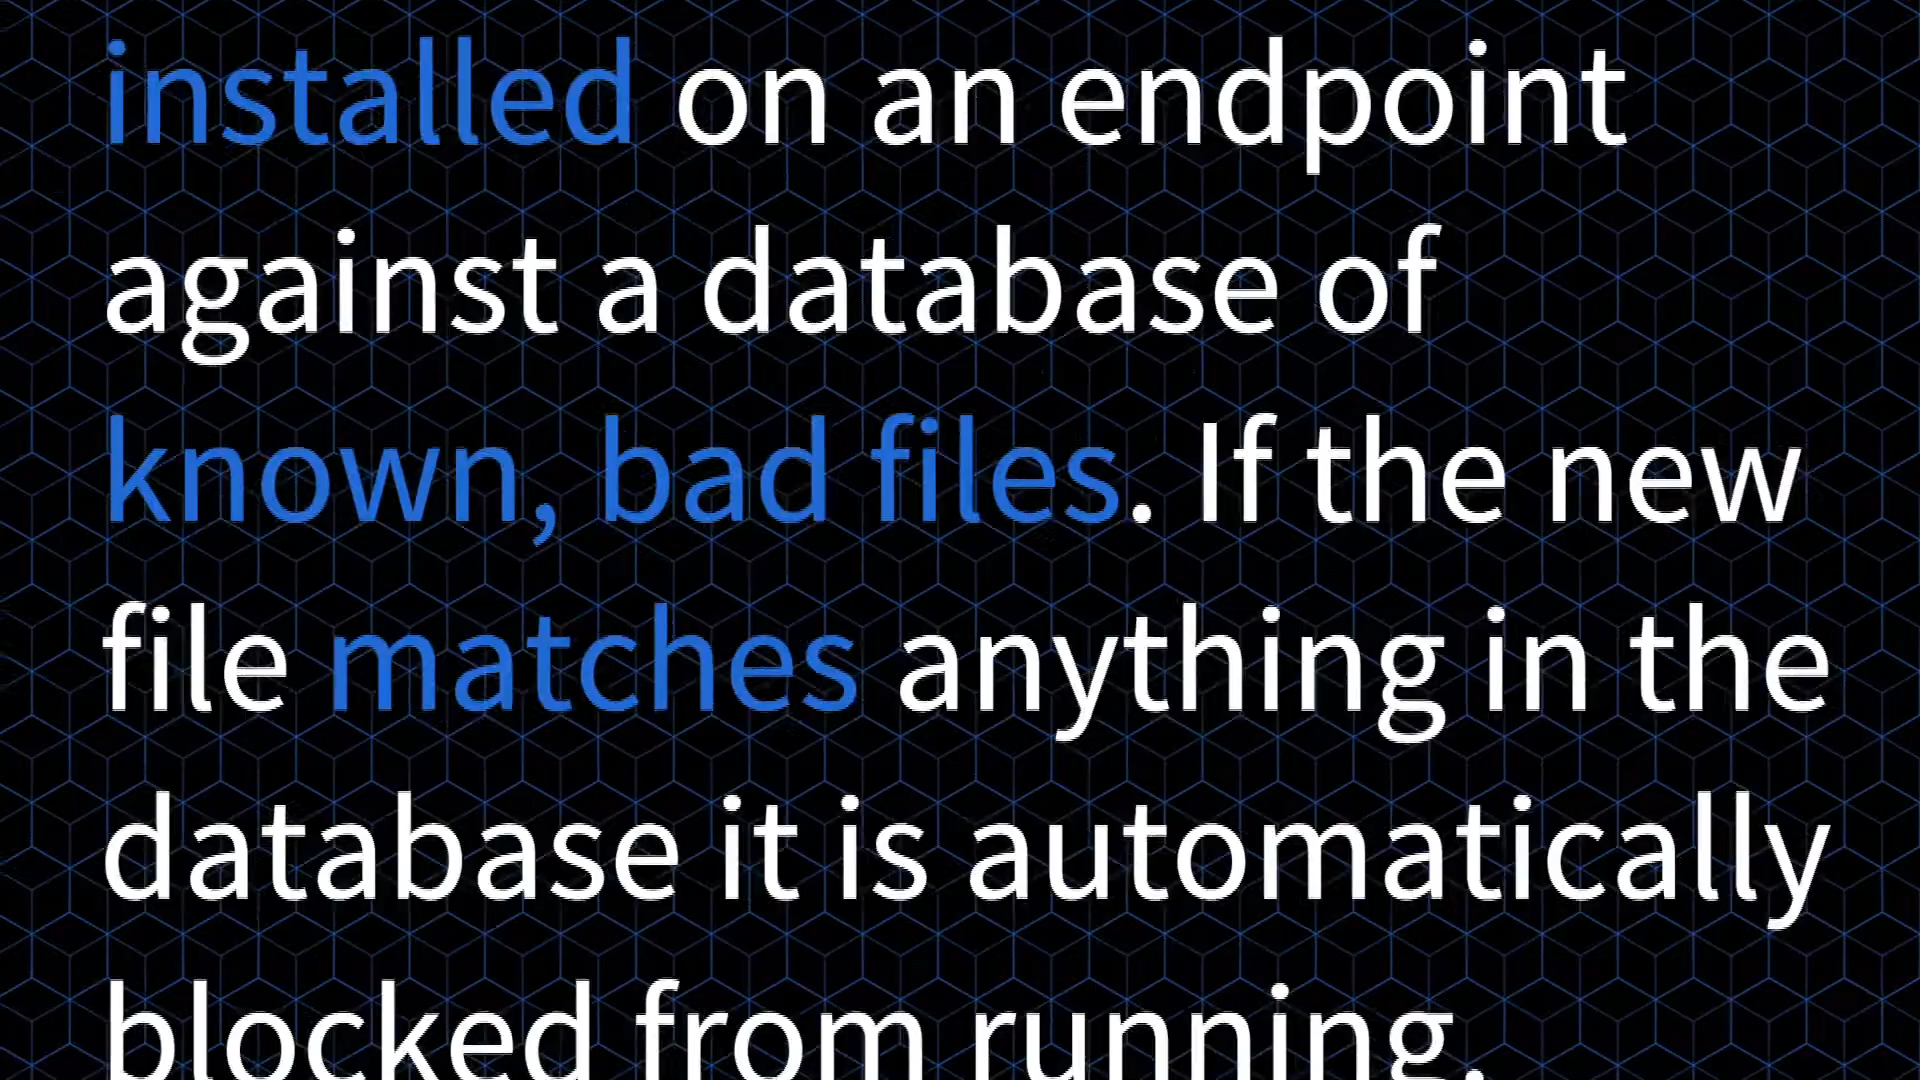 installed on an endpoint
against a database of
known, bad files. If the new
file matches anything in the
database it is automatically
blocked from running.